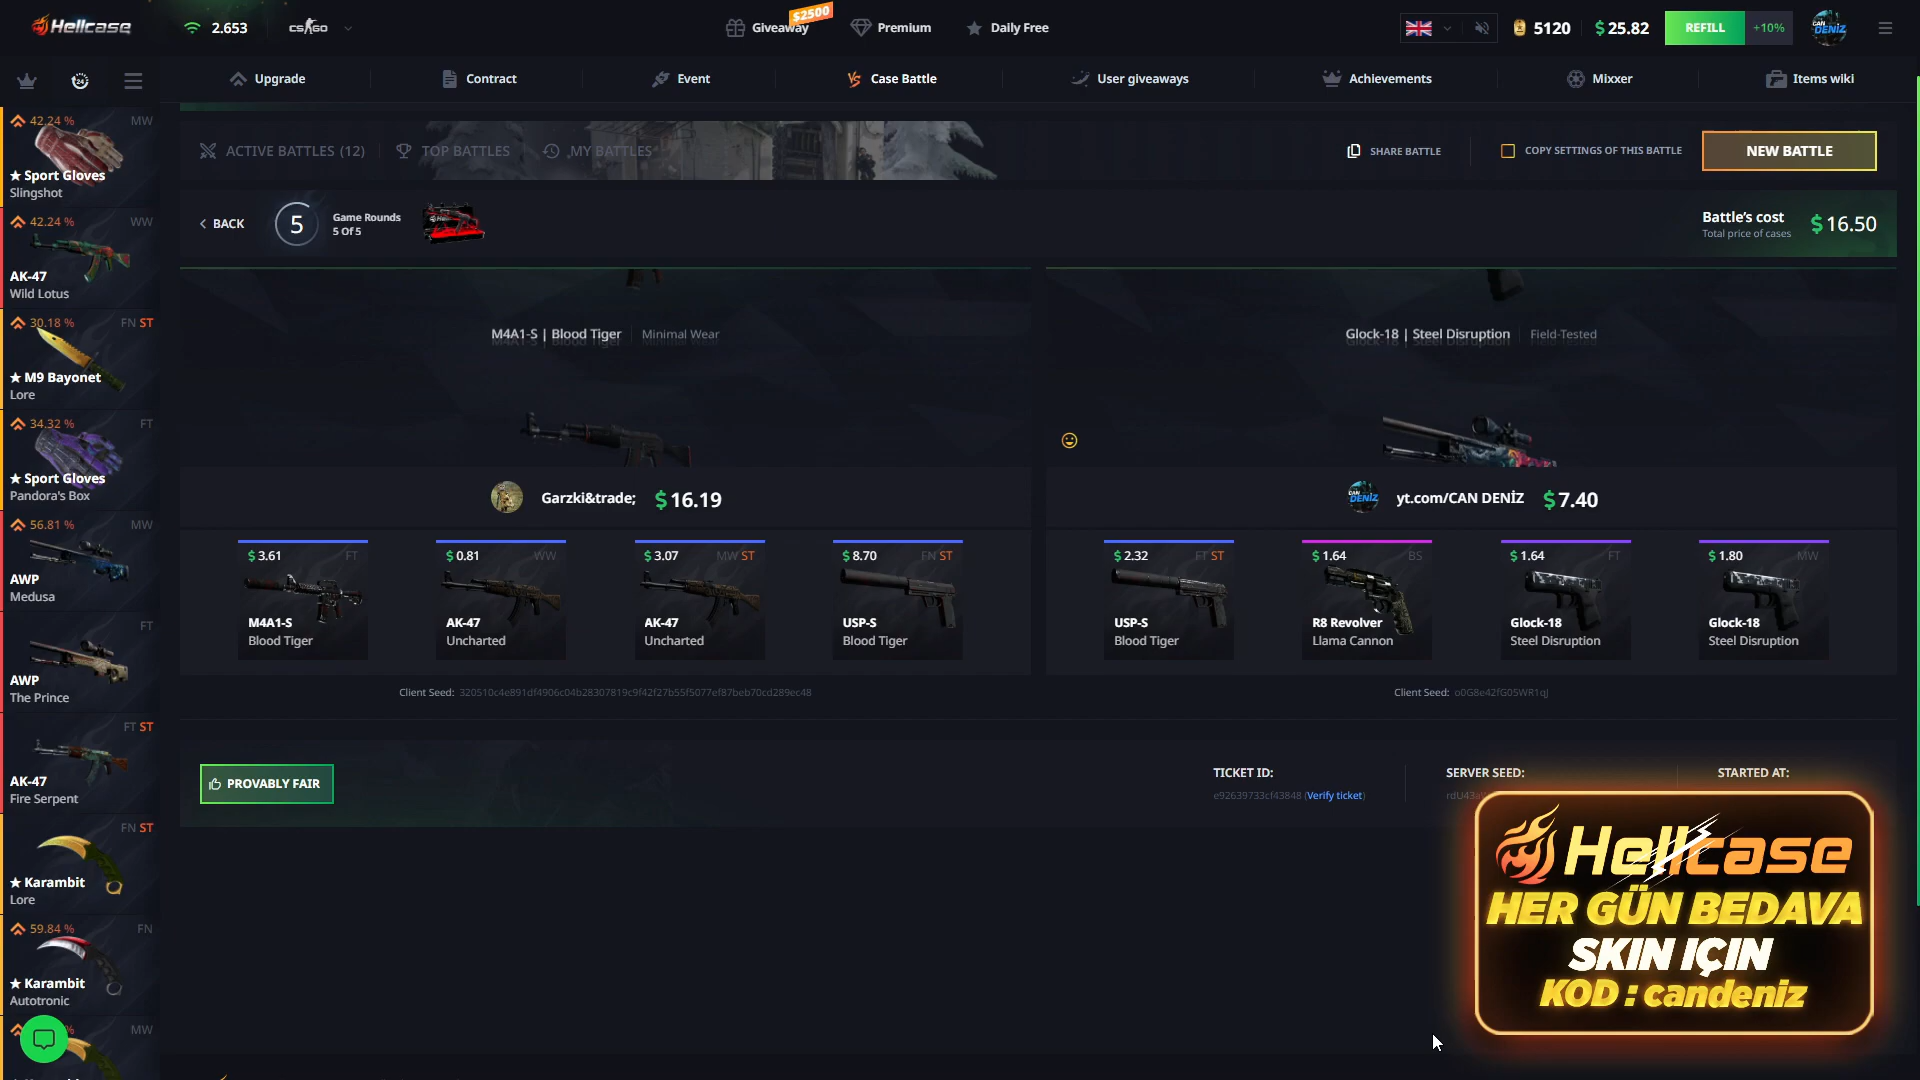 Hellcase
2.653
CS:GO
Giveaway
$2500
Premium
Daily Free
5120
$ 25.82
REFILL
+10%
CAN DENİZ
Upgrade
Contract
Event
VS Case Battle
User giveaways
Achievements
Mixxer
Items wiki
24
42.24 % MW
★ Sport Gloves
Slingshot
42.24 % WW
AK-47
Wild Lotus
30.18 % FN ST
★ M9 Bayonet
Lore
34.32 % FT
★ Sport Gloves
Pandora's Box
56.81 % MW
AWP
Medusa
FT
AWP
The Prince
FT ST
AK-47
Fire Serpent
FN ST
★ Karambit
Lore
59.84 % FN
★ Karambit
Autotronic
% MW
ACTIVE BATTLES (12)
TOP BATTLES
MY BATTLES
SHARE BATTLE
COPY SETTINGS OF THIS BATTLE
NEW BATTLE
BACK
5
Game Rounds
5 Of 5
Battle's cost
Total price of cases
$ 16.50
M4A1-S | Blood Tiger Minimal Wear
Glock-18 | Steel Disruption Field-Tested
Garzki&trade; $ 16.19
CAN DENİZ
yt.com/CAN DENİZ $ 7.40
$ 3.61 FT
M4A1-S
Blood Tiger
$ 0.81 WW
AK-47
Uncharted
$ 3.07 MW ST
AK-47
Uncharted
$ 8.70 FN ST
USP-S
Blood Tiger
$ 2.32 FT ST
USP-S
Blood Tiger
$ 1.64 BS
R8 Revolver
Llama Cannon
$ 1.64 FT
Glock-18
Steel Disruption
$ 1.80 MW
Glock-18
Steel Disruption
Client Seed: 320510c4e891df4906c04b28307819c9f42f27b55f5077ef87beb70cd289ec48
Client Seed: o0G8e42fG05WR1qJ
PROVABLY FAIR
TICKET ID:
e92639733cf43848 (Verify ticket)
SERVER SEED:
STARTED AT:
Hellcase
HER GÜN BEDAVA
SKIN IÇIN
KOD : candeniz